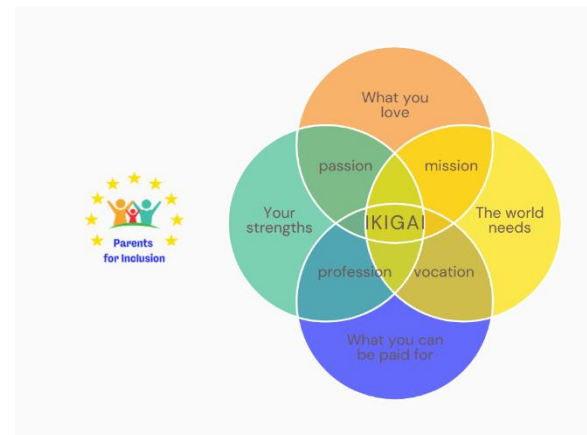 Parents
for Inclusion
What you
love
passion
mission
Your
strengths
IKIGAI
The world
needs
profession
vocation
What you can
be paid for